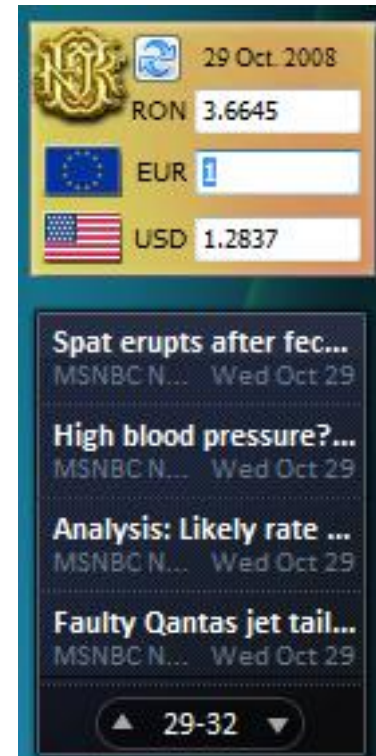 29 Oct. 2008
RON 3.6645
EUR 1
USD 1.2837
Spat erupts after fec...
MSNBC N... Wed Oct 29
High blood pressure?...
MSNBC N... Wed Oct 29
Analysis: Likely rate ...
MSNBC N... Wed Oct 29
Faulty Qantas jet tail...
MSNBC N... Wed Oct 29
29-32